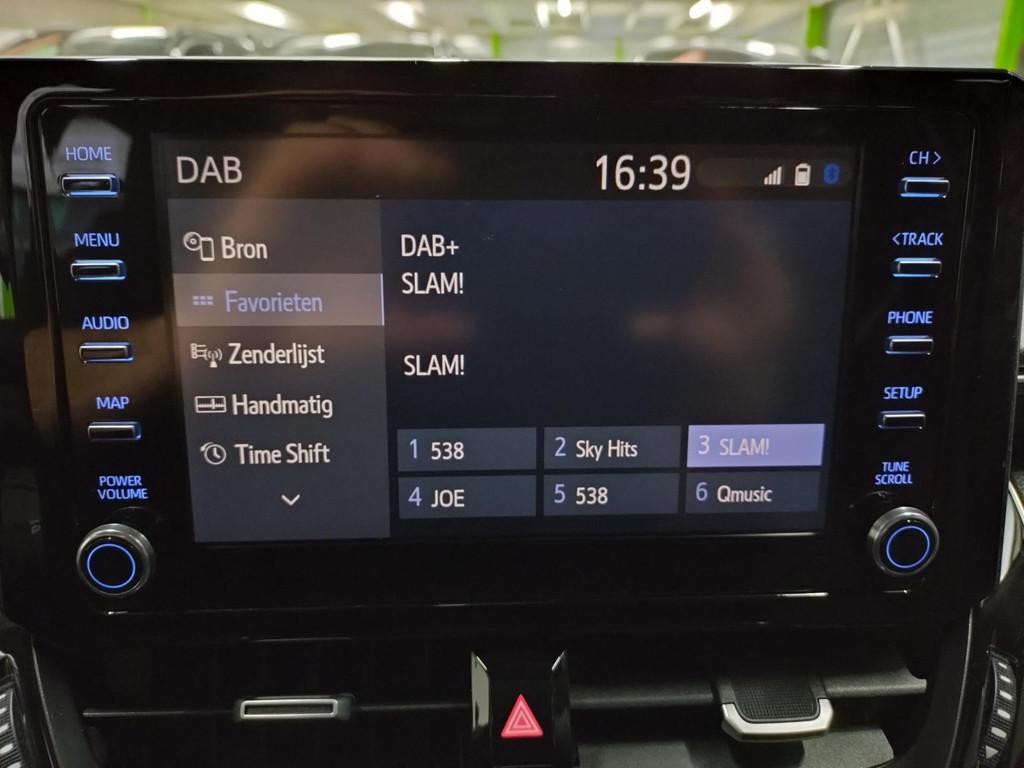 HOME
MENU
AUDIO
MAP
POWER
VOLUME
DAB
16:39
Bron
Favorieten
Zenderlijst
Handmatig
Time Shift
DAB+
SLAM!
SLAM!
1 538
2 Sky Hits
3 SLAM!
4 JOE
5 538
6 Qmusic
CH >
< TRACK
PHONE
SETUP
TUNE
SCROLL